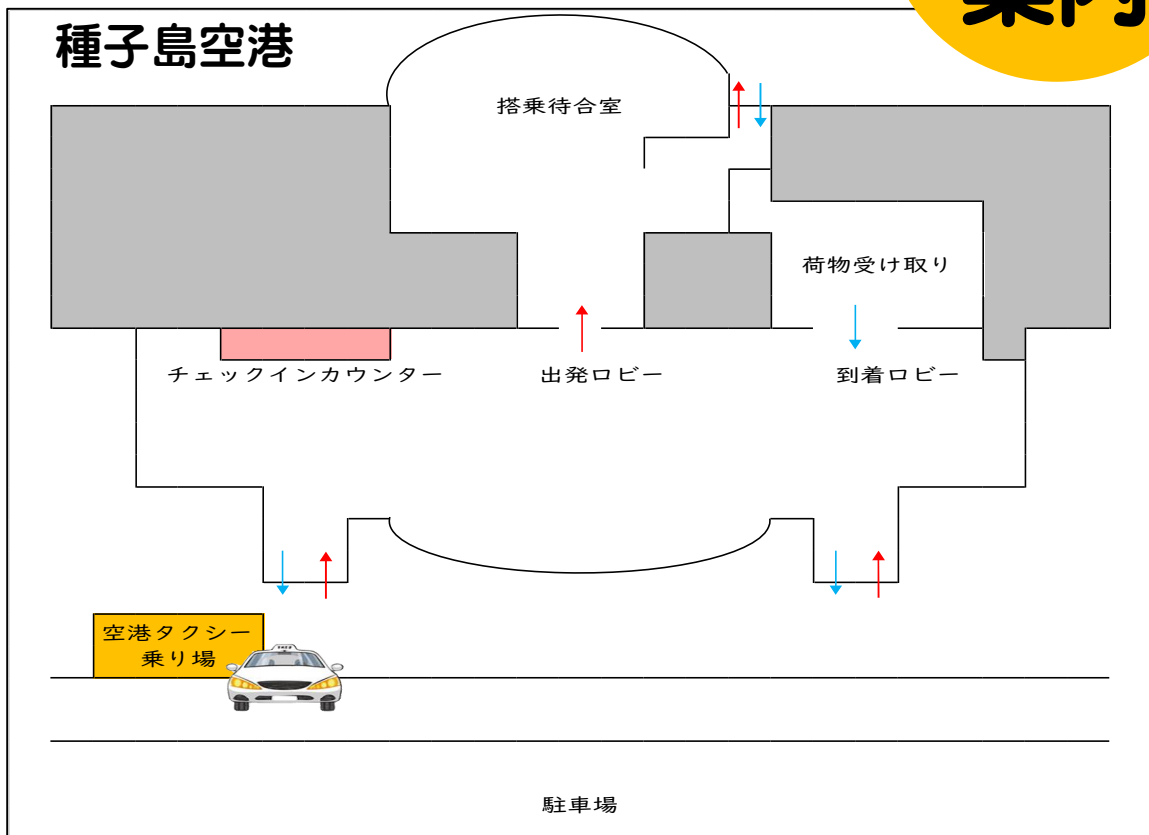 案内
種子島空港
搭乗待合室
荷物受け取り
チェックインカウンター
出発ロビー
到着ロビー
空港タクシー
乗り場
駐車場